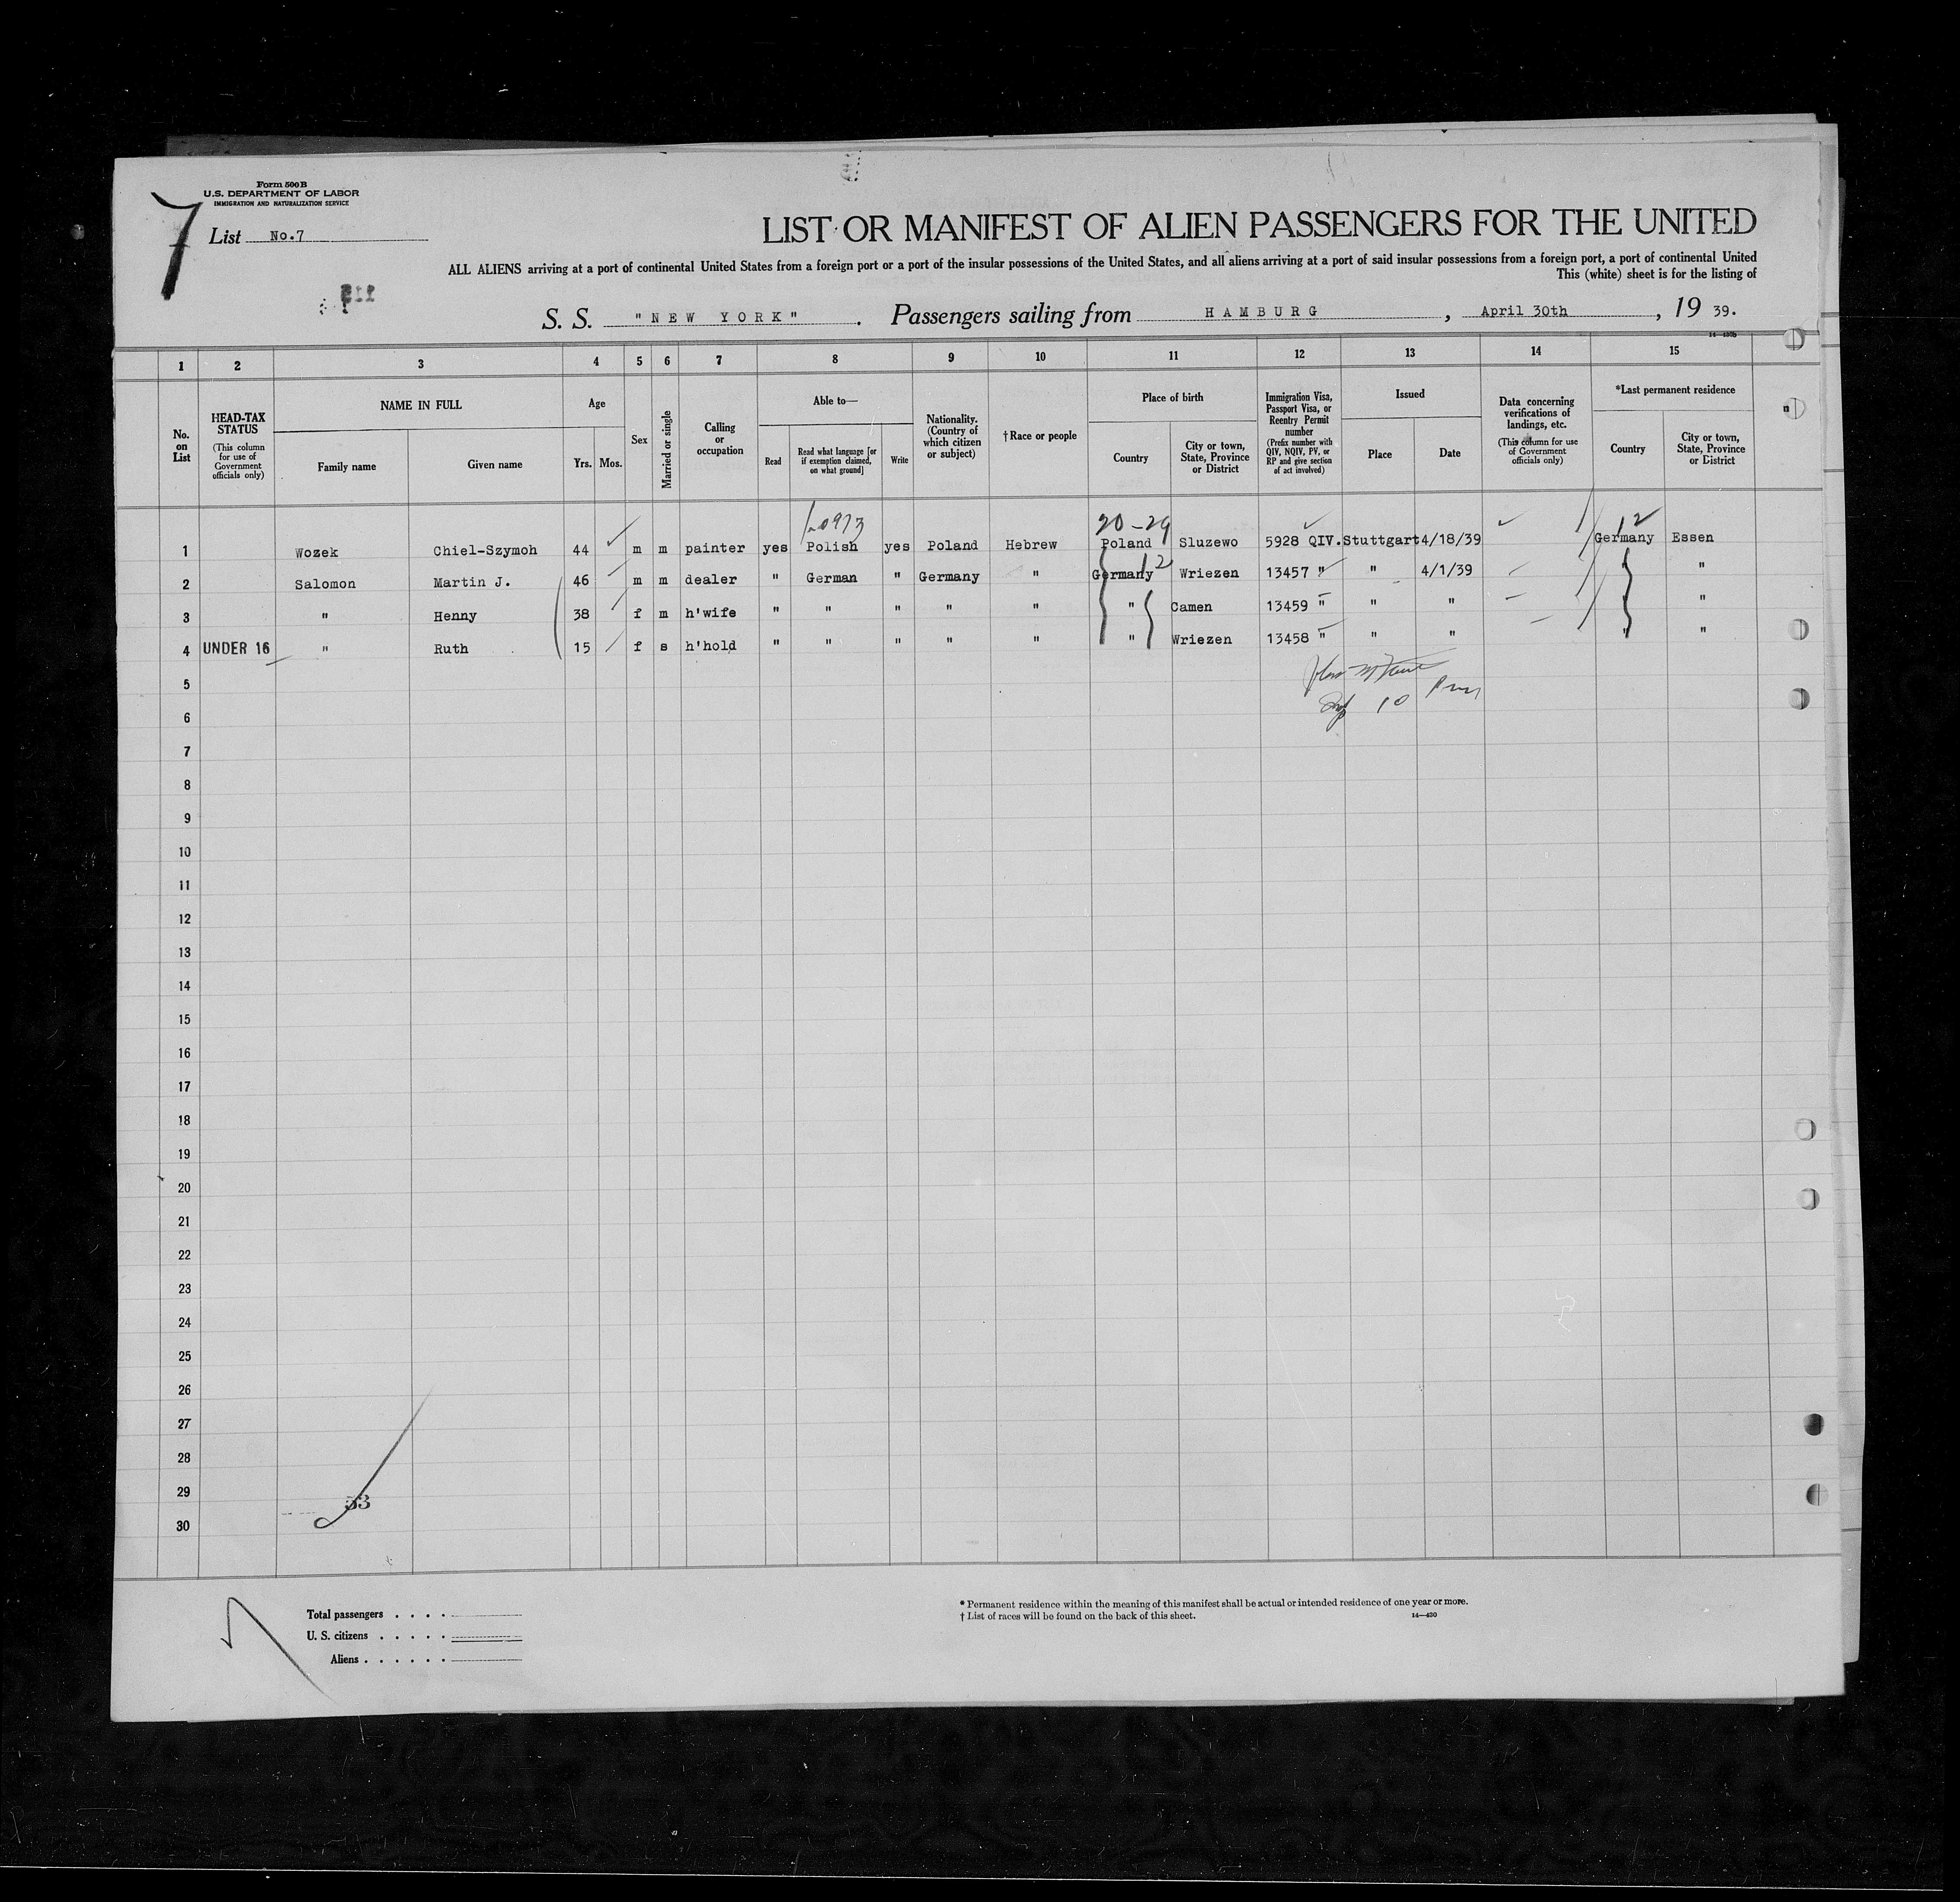 Form 500 B
U.S. DEPARTMENT OF LABOR
IMMIGRATION AND NATURALIZATION SERVICE
7
List No.7
LIST OR MANIFEST OF ALIEN PASSENGERS FOR THE UNITED
ALL ALIENS arriving at a port of continental United States from a foreign port or a port of the insular possessions of the United States, and all aliens arriving at a port of said insular possessions from a foreign port, a port of continental United
This (white) sheet is for the listing of
S. S. "NEW YORK". Passengers sailing from HAMBURG, April 30th, 19 39.
1 2 3 4 5 6 7 8 9 10 11 12 13 14 15
No. on List
HEAD-TAX STATUS (This column for use of Government officials only)
NAME IN FULL
Family name Given name
Age
Yrs. Mos.
Sex
Married or single
Calling or occupation
Able to—
Read Read what language [or if exemption claimed, on what ground] Write
Nationality. (Country of which citizen or subject)
†Race or people
Place of birth
Country City or town, State, Province or District
Immigration Visa, Passport Visa, or Reentry Permit number (Prefix number with QIV, NQIV, PV, or RP and give section of act involved)
Issued
Place Date
Data concerning verifications of landings, etc. (This column for use of Government officials only)
*Last permanent residence
Country City or town, State, Province or District
20-29 12
1 Wozek Chiel-Szymoh 44 m m painter yes Polish yes Poland Hebrew Poland Sluzewo 5928 QIV. Stuttgart 4/18/39 Germany Essen
12
2 Salomon Martin J. 46 m m dealer " German " Germany " Germany Wriezen 13457 " " 4/1/39 " "
3 " Henny 38 f m h'wife " " " " " " Camen 13459 " " " " "
4 UNDER 16 " Ruth 15 f s h'hold " " " " " " Wriezen 13458 " " " " "
5
6
7
8
9
10
11
12
13
14
15
16
17
18
19
20
21
22
23
24
25
26
27
28
29
53
30
Total passengers . . . .
U. S. citizens . . . . .
Aliens . . . . . .
* Permanent residence within the meaning of this manifest shall be actual or intended residence of one year or more.
† List of races will be found on the back of this sheet.
14—430